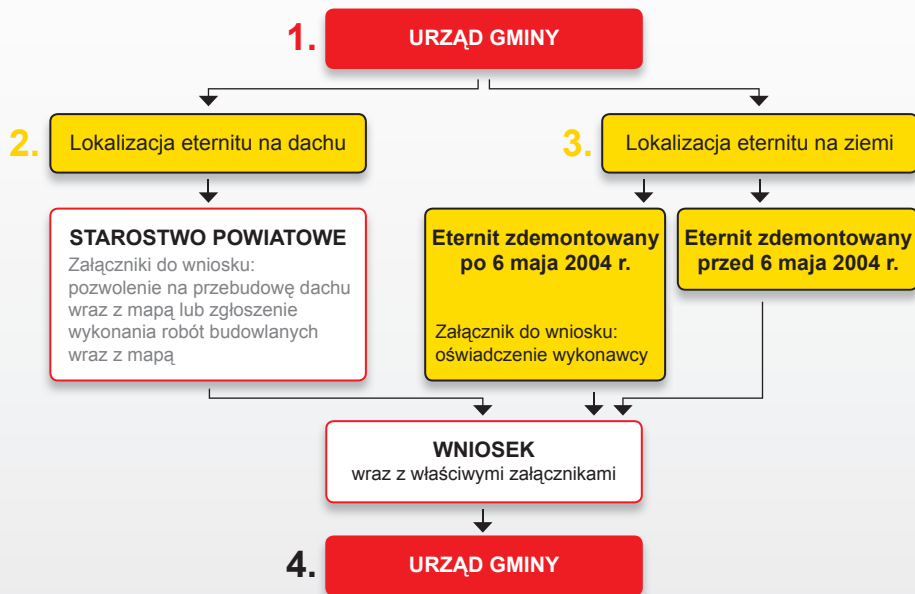 1.
URZĄD GMINY
2.
Lokalizacja eternitu na dachu
3.
Lokalizacja eternitu na ziemi
STAROSTWO POWIATOWE
Załączniki do wniosku:
pozwolenie na przebudowę dachu
wraz z mapą lub zgłoszenie
wykonania robót budowlanych
wraz z mapą
Eternit zdemontowany
po 6 maja 2004 r.
Załącznik do wniosku:
oświadczenie wykonawcy
Eternit zdemontowany
przed 6 maja 2004 r.
WNIOSEK
wraz z właściwymi załącznikami
4.
URZĄD GMINY